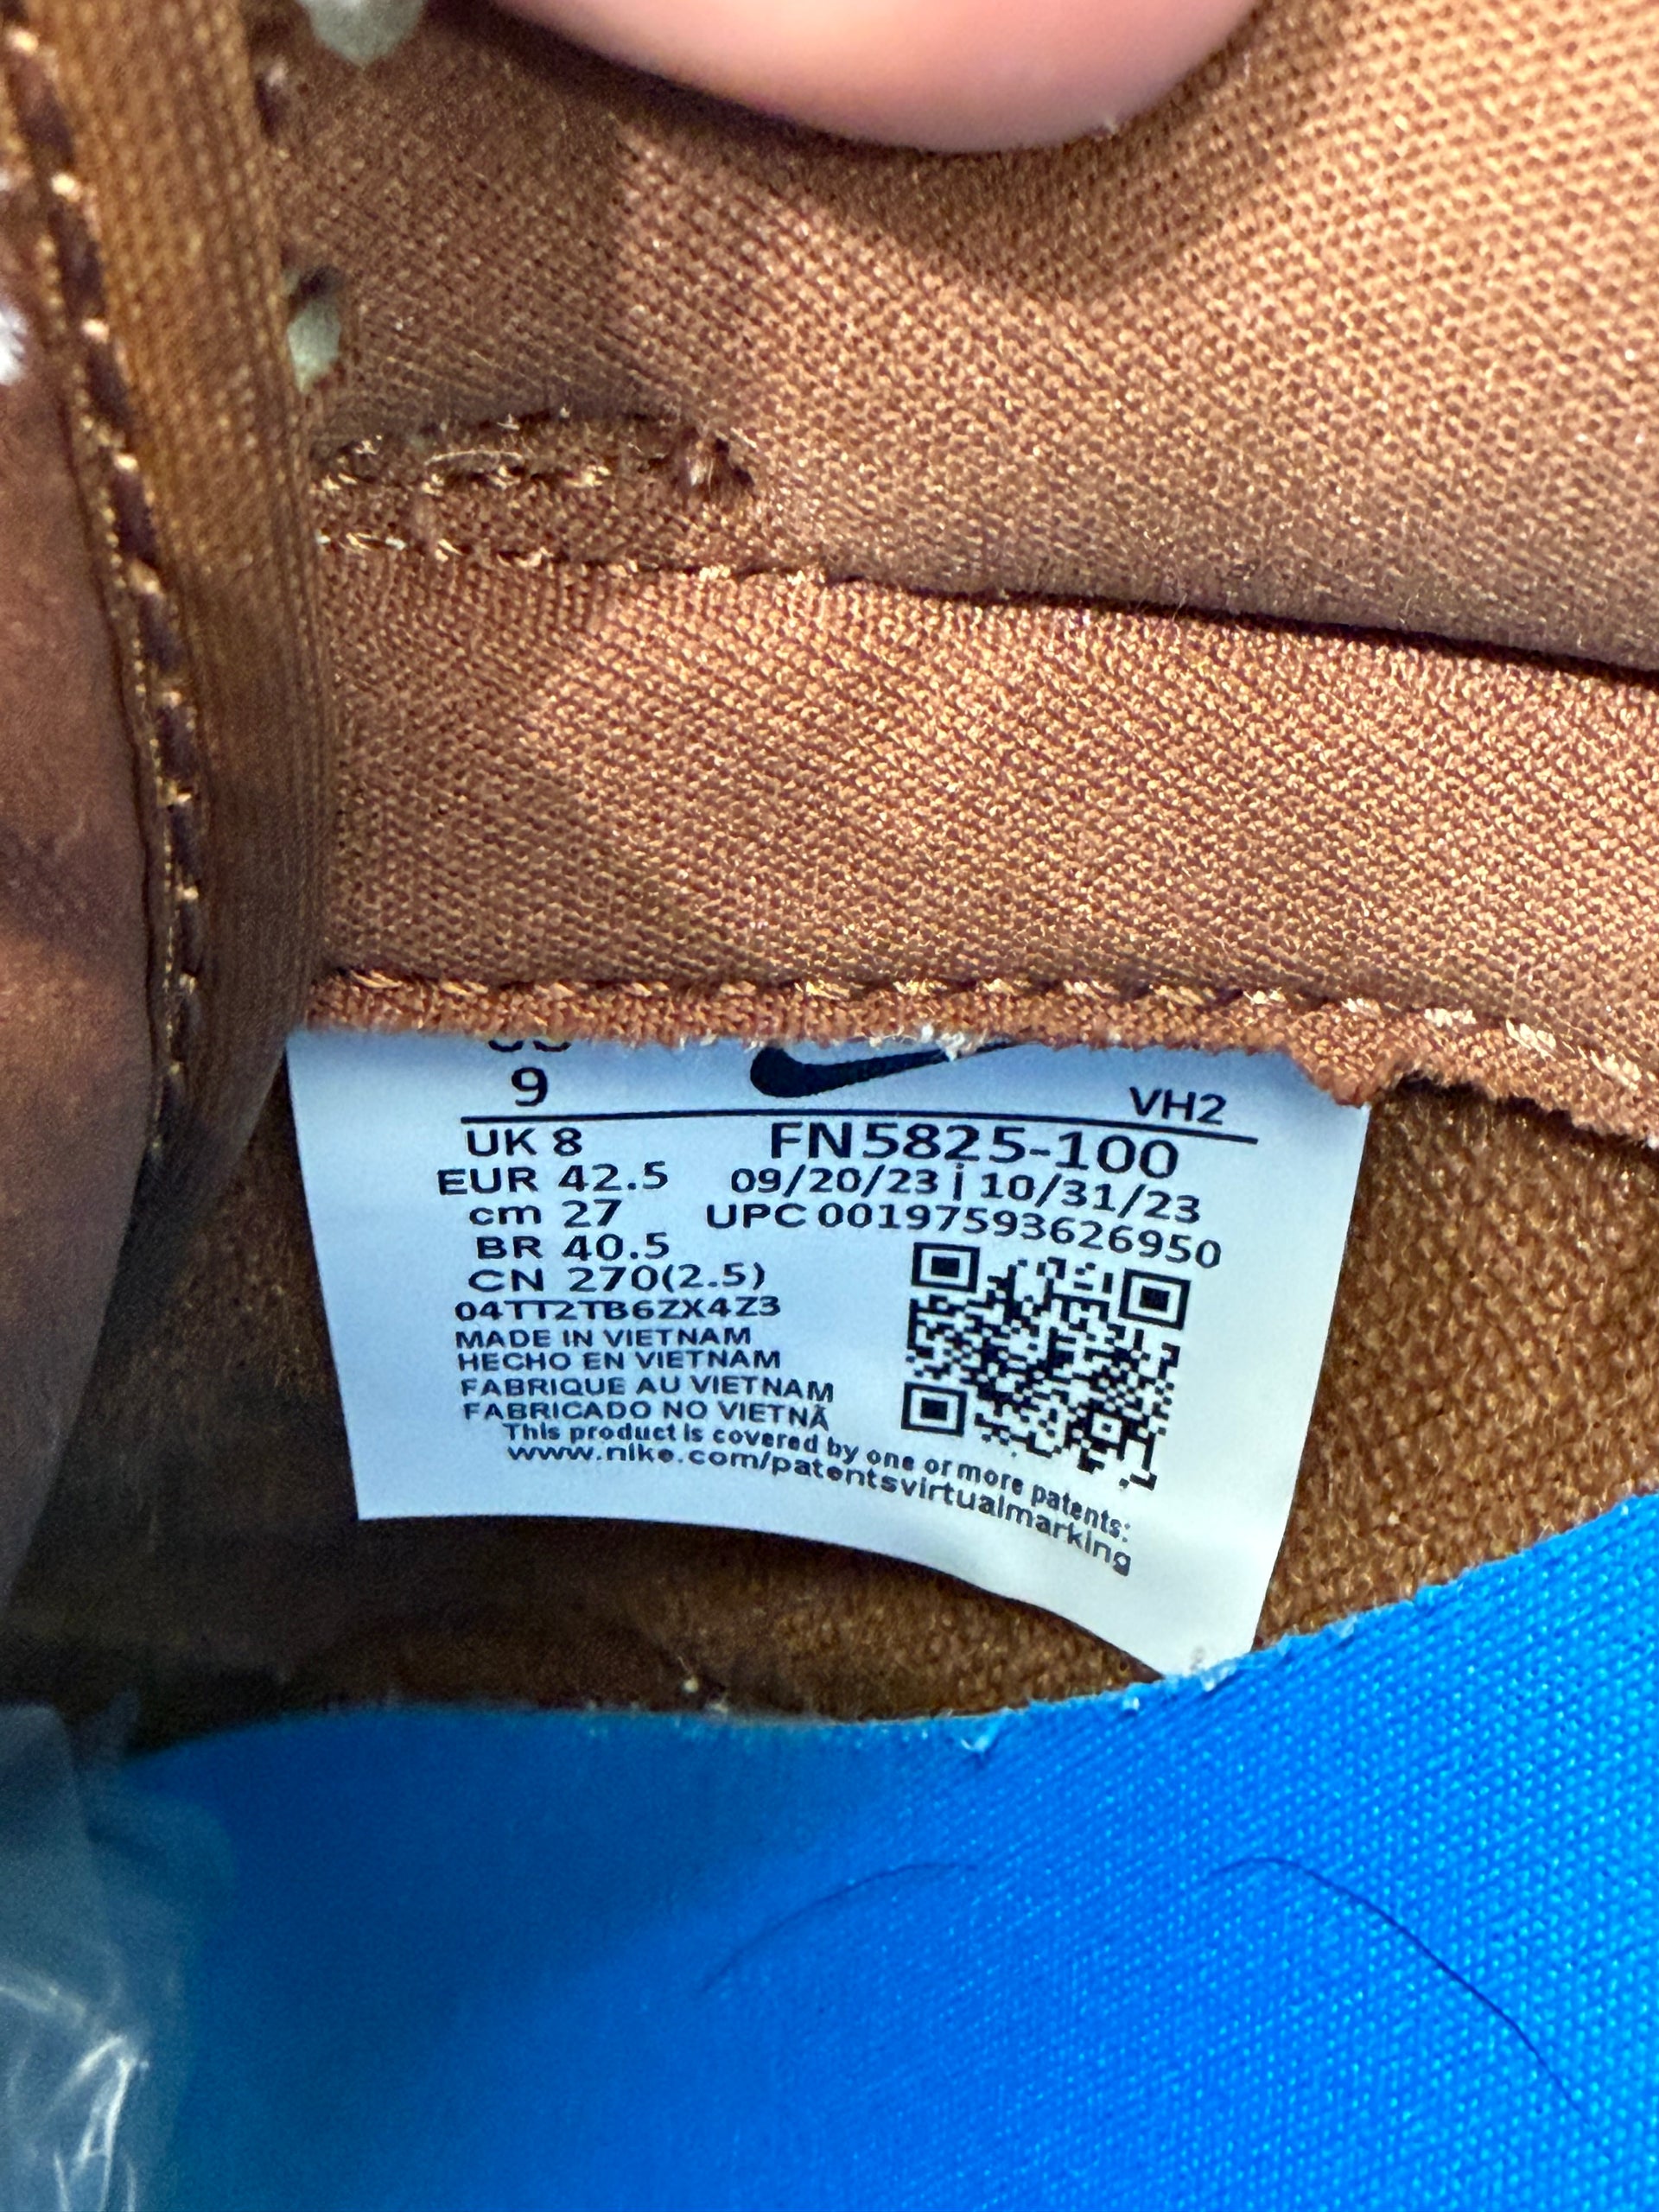 US
9
VH2
UK 8
FN5825-100
EUR 42.5
09/20/23 | 10/31/23
cm 27
UPC 00197593626950
BR 40.5
CN 270(2.5)
04TT2TB6ZX4Z3
MADE IN VIETNAM
HECHO EN VIETNAM
FABRIQUE AU VIETNAM
FABRICADO NO VIETNÃ
This product is covered by one or more patents:
www.nike.com/patentsvirtualmarking